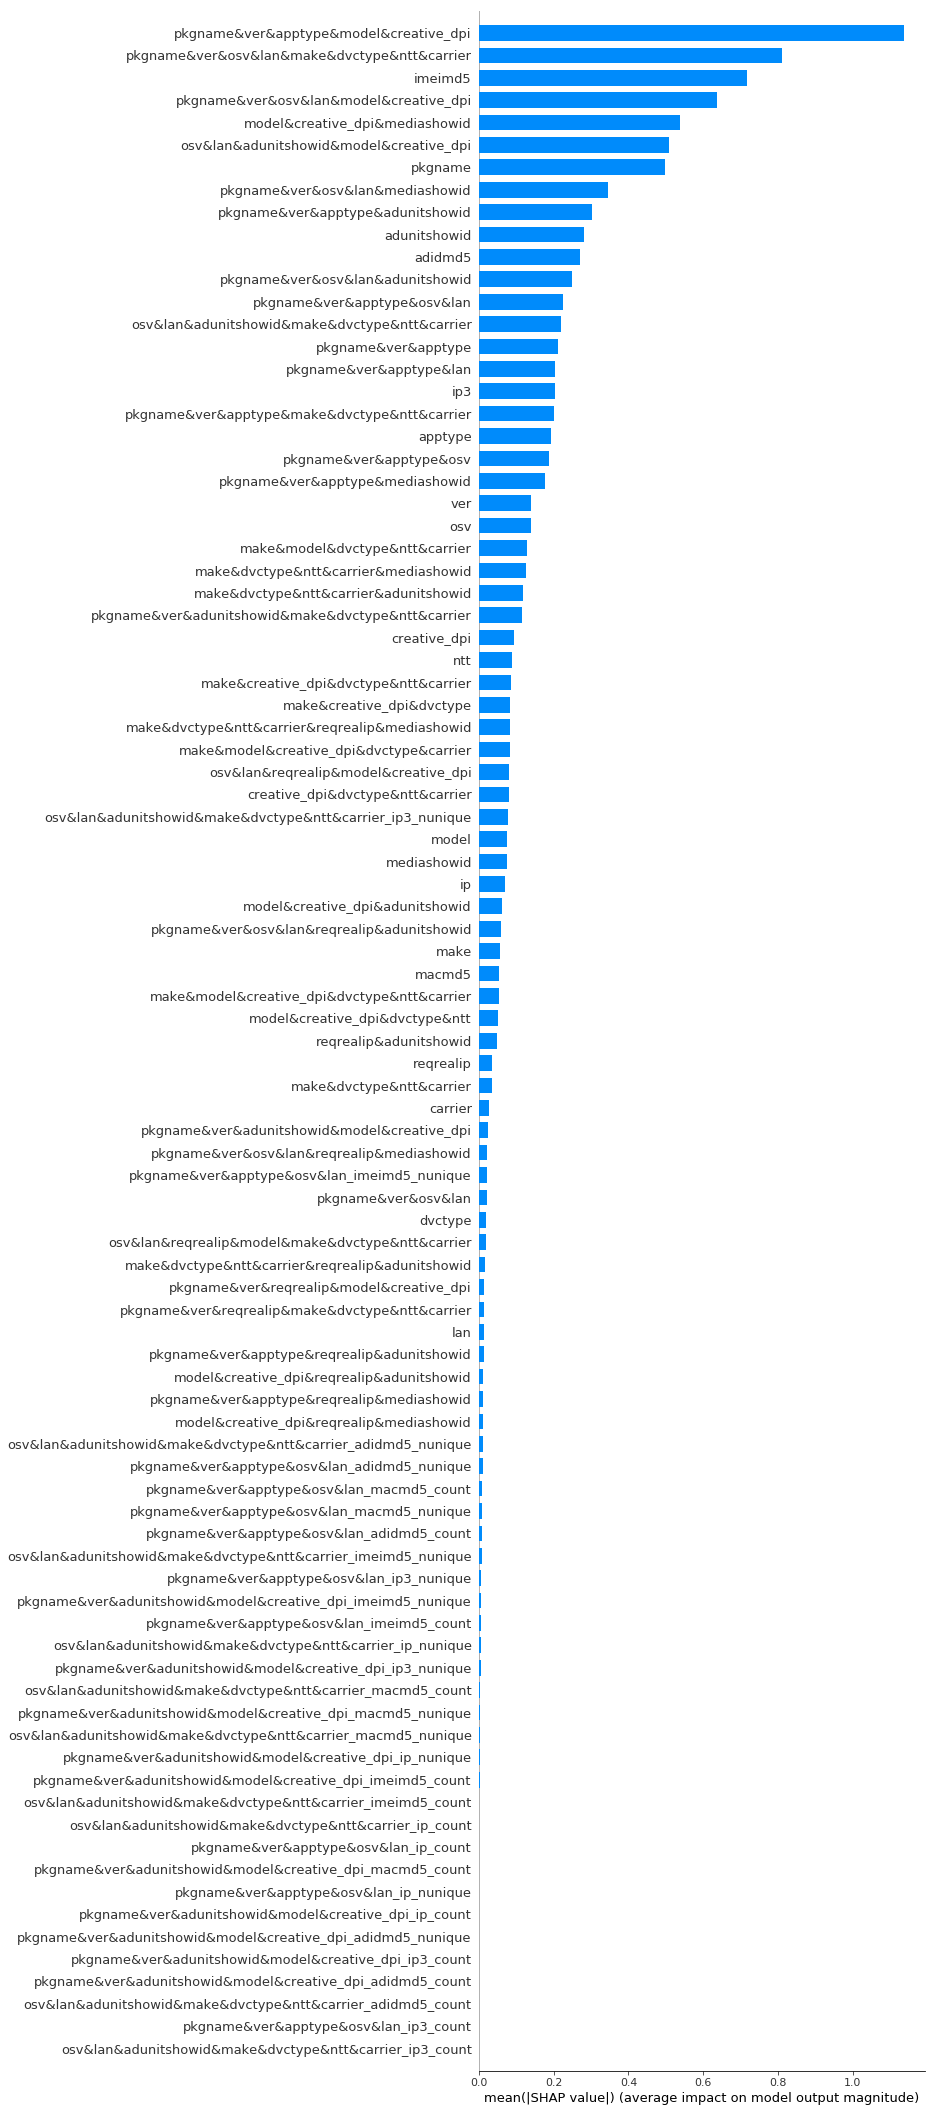 pkgname&ver&apptype&model&creative_dpi
pkgname&ver&osv&lan&make&dvctype&ntt&carrier
imeimd5
pkgname&ver&osv&lan&model&creative_dpi
model&creative_dpi&mediashowid
osv&lan&adunitshowid&model&creative_dpi
pkgname
pkgname&ver&osv&lan&mediashowid
pkgname&ver&apptype&adunitshowid
adunitshowid
adidmd5
pkgname&ver&osv&lan&adunitshowid
pkgname&ver&apptype&osv&lan
osv&lan&adunitshowid&make&dvctype&ntt&carrier
pkgname&ver&apptype
pkgname&ver&apptype&lan
ip3
pkgname&ver&apptype&make&dvctype&ntt&carrier
apptype
pkgname&ver&apptype&osv
pkgname&ver&apptype&mediashowid
ver
osv
make&model&dvctype&ntt&carrier
make&dvctype&ntt&carrier&mediashowid
make&dvctype&ntt&carrier&adunitshowid
pkgname&ver&adunitshowid&make&dvctype&ntt&carrier
creative_dpi
ntt
make&creative_dpi&dvctype&ntt&carrier
make&creative_dpi&dvctype
make&dvctype&ntt&carrier&reqrealip&mediashowid
make&model&creative_dpi&dvctype&carrier
osv&lan&reqrealip&model&creative_dpi
creative_dpi&dvctype&ntt&carrier
osv&lan&adunitshowid&make&dvctype&ntt&carrier_ip3_nunique
model
mediashowid
ip
model&creative_dpi&adunitshowid
pkgname&ver&osv&lan&reqrealip&adunitshowid
make
macmd5
make&model&creative_dpi&dvctype&ntt&carrier
model&creative_dpi&dvctype&ntt
reqrealip&adunitshowid
reqrealip
make&dvctype&ntt&carrier
carrier
pkgname&ver&adunitshowid&model&creative_dpi
pkgname&ver&osv&lan&reqrealip&mediashowid
pkgname&ver&apptype&osv&lan_imeimd5_nunique
pkgname&ver&osv&lan
dvctype
osv&lan&reqrealip&model&make&dvctype&ntt&carrier
make&dvctype&ntt&carrier&reqrealip&adunitshowid
pkgname&ver&reqrealip&model&creative_dpi
pkgname&ver&reqrealip&make&dvctype&ntt&carrier
lan
pkgname&ver&apptype&reqrealip&adunitshowid
model&creative_dpi&reqrealip&adunitshowid
pkgname&ver&apptype&reqrealip&mediashowid
model&creative_dpi&reqrealip&mediashowid
osv&lan&adunitshowid&make&dvctype&ntt&carrier_adidmd5_nunique
pkgname&ver&apptype&osv&lan_adidmd5_nunique
pkgname&ver&apptype&osv&lan_macmd5_count
pkgname&ver&apptype&osv&lan_macmd5_nunique
pkgname&ver&apptype&osv&lan_adidmd5_count
osv&lan&adunitshowid&make&dvctype&ntt&carrier_imeimd5_nunique
pkgname&ver&apptype&osv&lan_ip3_nunique
pkgname&ver&adunitshowid&model&creative_dpi_imeimd5_nunique
pkgname&ver&apptype&osv&lan_imeimd5_count
osv&lan&adunitshowid&make&dvctype&ntt&carrier_ip_nunique
pkgname&ver&adunitshowid&model&creative_dpi_ip3_nunique
osv&lan&adunitshowid&make&dvctype&ntt&carrier_macmd5_count
pkgname&ver&adunitshowid&model&creative_dpi_macmd5_nunique
osv&lan&adunitshowid&make&dvctype&ntt&carrier_macmd5_nunique
pkgname&ver&adunitshowid&model&creative_dpi_ip_nunique
pkgname&ver&adunitshowid&model&creative_dpi_imeimd5_count
osv&lan&adunitshowid&make&dvctype&ntt&carrier_imeimd5_count
osv&lan&adunitshowid&make&dvctype&ntt&carrier_ip_count
pkgname&ver&apptype&osv&lan_ip_count
pkgname&ver&adunitshowid&model&creative_dpi_macmd5_count
pkgname&ver&apptype&osv&lan_ip_nunique
pkgname&ver&adunitshowid&model&creative_dpi_ip_count
pkgname&ver&adunitshowid&model&creative_dpi_adidmd5_nunique
pkgname&ver&adunitshowid&model&creative_dpi_ip3_count
pkgname&ver&adunitshowid&model&creative_dpi_adidmd5_count
osv&lan&adunitshowid&make&dvctype&ntt&carrier_adidmd5_count
pkgname&ver&apptype&osv&lan_ip3_count
osv&lan&adunitshowid&make&dvctype&ntt&carrier_ip3_count
0.0 0.2 0.4 0.6 0.8 1.0
mean(|SHAP value|) (average impact on model output magnitude)